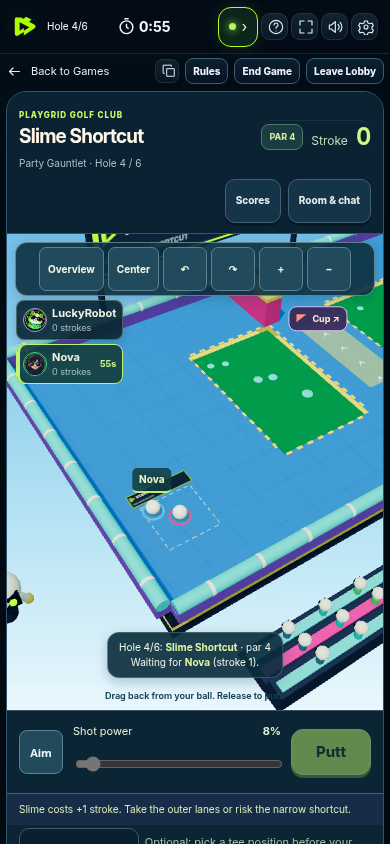 Hole 4/6
0:55
Back to Games
Rules
End Game
Leave Lobby
PLAYGRID GOLF CLUB
Slime Shortcut
PAR 4
Stroke 0
Party Gauntlet · Hole 4 / 6
Scores
Room & chat
Overview
Center
↶
↷
+
−
LuckyRobot
0 strokes
Cup ↗
Nova
0 strokes
55s
Nova
Hole 4/6: Slime Shortcut · par 4
Waiting for Nova (stroke 1).
Drag back from your ball. Release to putt.
Aim
Shot power
8%
Putt
Slime costs +1 stroke. Take the outer lanes or risk the narrow shortcut.
Optional: pick a tee position before your